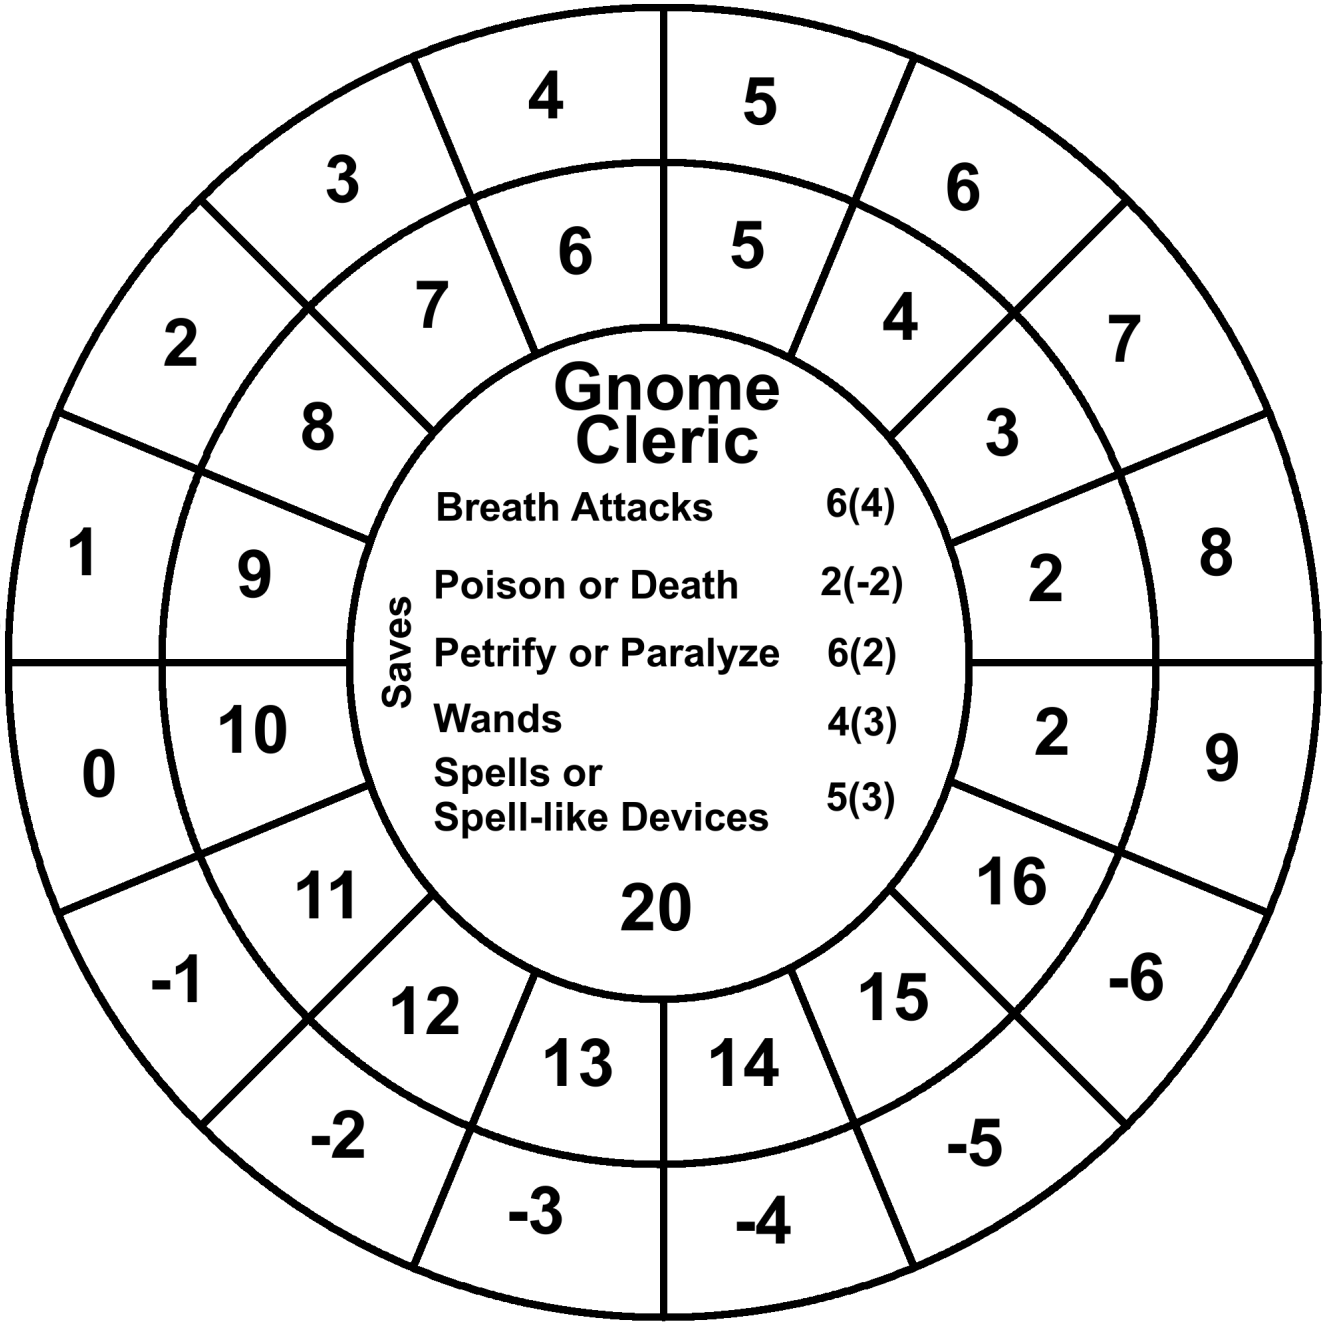 4 5
3 6
6 5
7 4
2 7
8 3
Gnome
Cleric
Breath Attacks 6(4)
1 9 2 8
Poison or Death 2(-2)
Saves
Petrify or Paralyze 6(2)
Wands 4(3)
0 10 2 9
Spells or
Spell-like Devices 5(3)
11 16
20
-1 -6
12 15
13 14
-2 -5
-3 -4